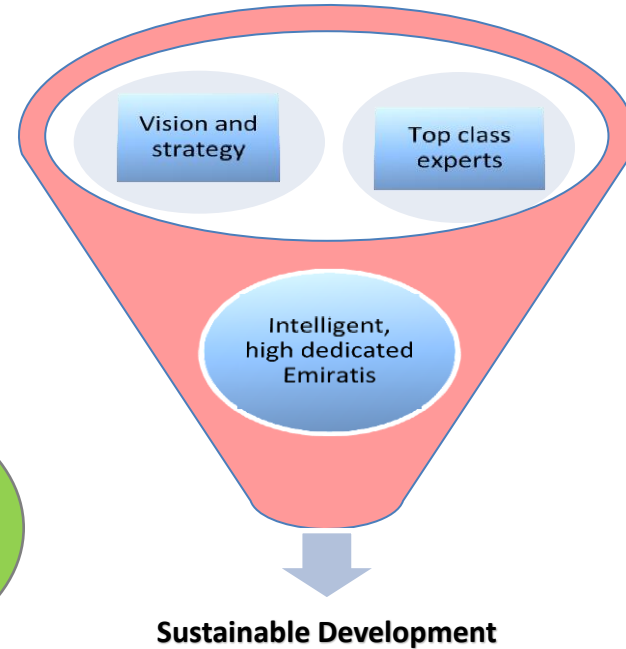 Vision and
strategy
Top class
experts
Intelligent,
high dedicated
Emiratis
Sustainable Development